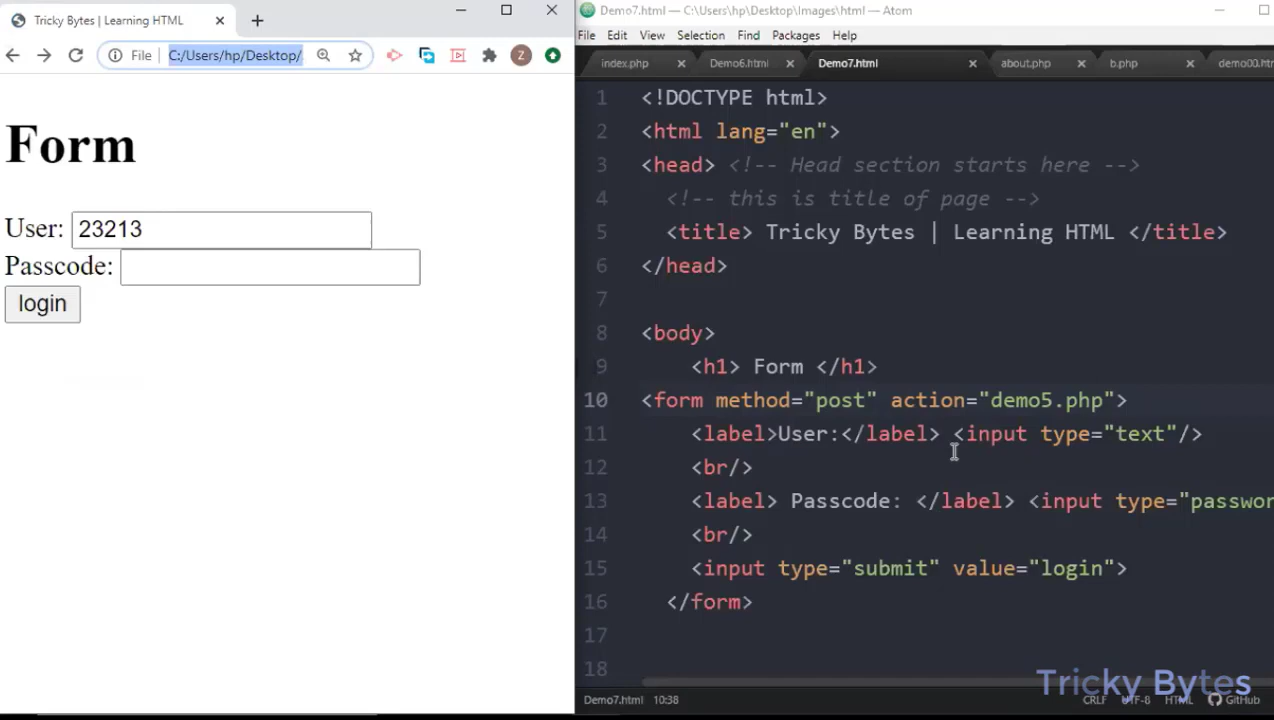 Tricky Bytes | Learning HTML
File C:/Users/hp/Desktop/
Z
Form
User: 23213
Passcode:
login
Demo7.html — C:\Users\hp\Desktop\Images\html — Atom
File Edit View Selection Find Packages Help
index.php Demo6.html Demo7.html about.php b.php demo00.htm
1 <!DOCTYPE html>
2 <html lang="en">
3 <head> <!-- Head section starts here -->
4 <!-- this is title of page -->
5 <title> Tricky Bytes | Learning HTML </title>
6 </head>
7
8 <body>
9 <h1> Form </h1>
10 <form method="post" action="demo5.php">
11 <label>User:</label> <input type="text"/>
12 <br/>
13 <label> Passcode: </label> <input type="passwor
14 <br/>
15 <input type="submit" value="login">
16 </form>
17
18
Tricky Bytes
Demo7.html 10:38 CRLF UTF-8 HTML GitHub